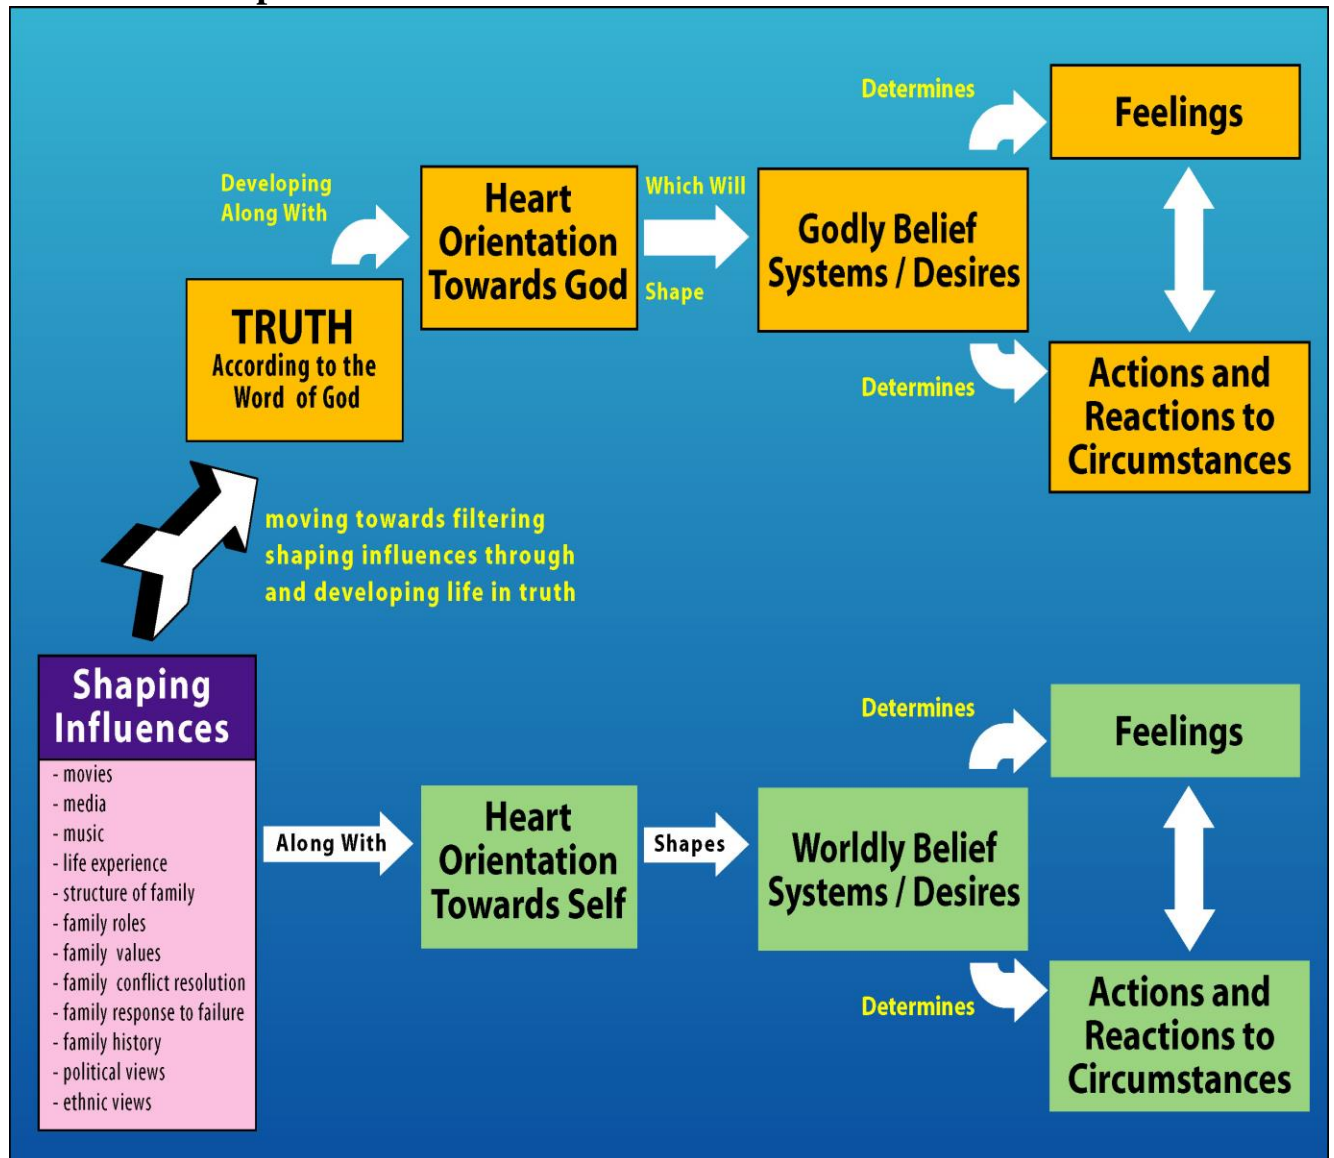 Determines
Feelings
Developing
Along With
Heart
Orientation
Towards God
Which Will
Shape
Godly Belief
Systems / Desires
TRUTH
According to the
Word of God
Determines
Actions and
Reactions to
Circumstances
moving towards filtering
shaping influences through
and developing life in truth
Shaping
Influences
- movies
- media
- music
- life experience
- structure of family
- family roles
- family values
- family conflict resolution
- family response to failure
- family history
- political views
- ethnic views
Along With
Heart
Orientation
Towards Self
Shapes
Worldly Belief
Systems / Desires
Determines
Feelings
Determines
Actions and
Reactions to
Circumstances